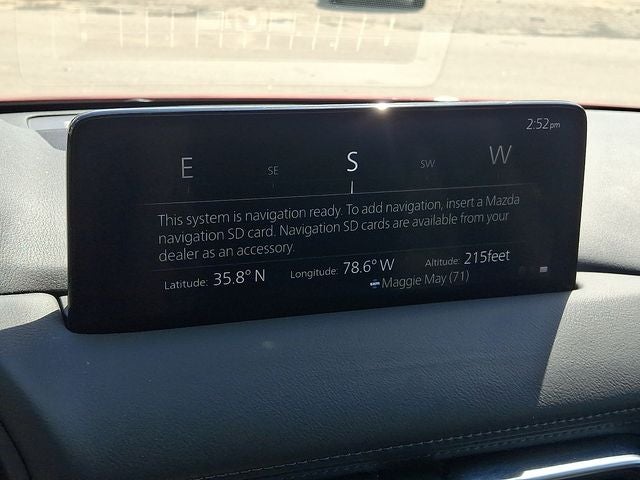 2:52pm
E SE S SW W
This system is navigation ready. To add navigation, insert a Mazda
navigation SD card. Navigation SD cards are available from your
dealer as an accessory.
Latitude: 35.8° N Longitude: 78.6° W Altitude: 215feet
Maggie May (71)